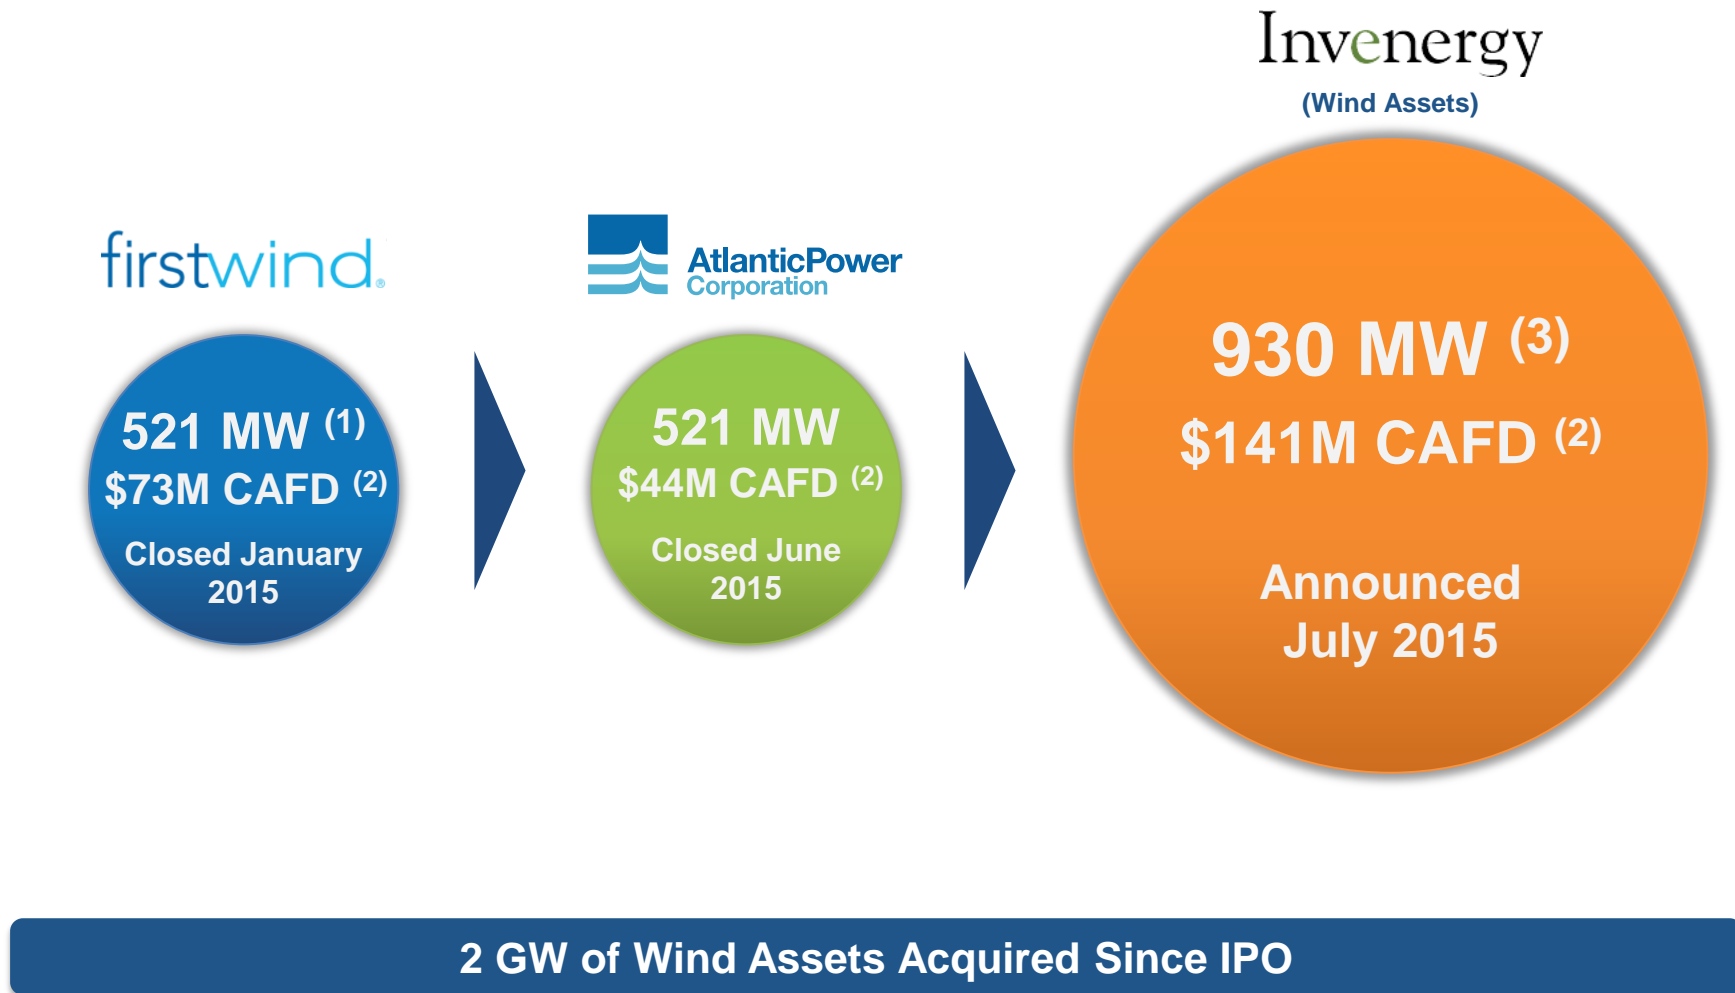 firstwind®
521 MW (1)
$73M CAFD (2)
Closed January
2015
AtlanticPower
Corporation
521 MW
$44M CAFD (2)
Closed June
2015
Invenergy
(Wind Assets)
930 MW (3)
$141M CAFD (2)
Announced
July 2015
2 GW of Wind Assets Acquired Since IPO